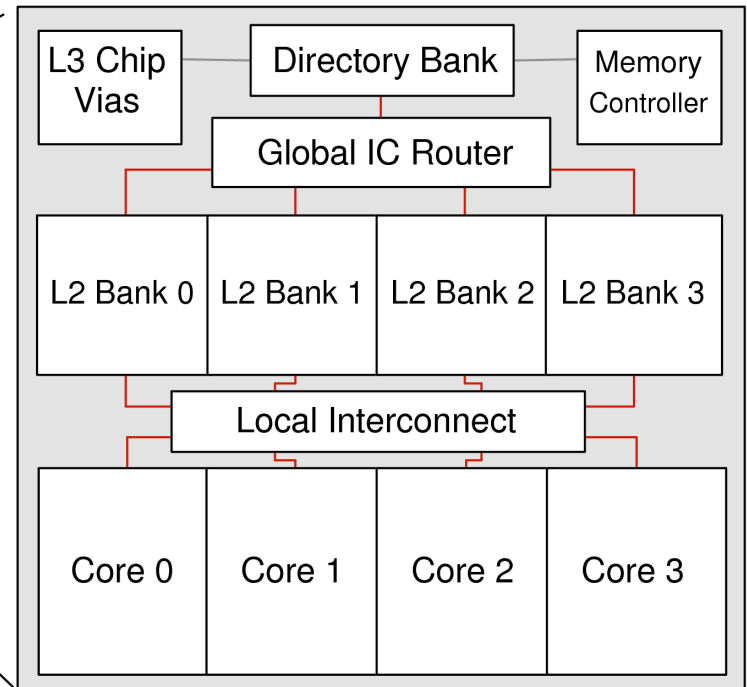 L3 Chip
Vias
Directory Bank
Memory
Controller
Global IC Router
L2 Bank 0
L2 Bank 1
L2 Bank 2
L2 Bank 3
Local Interconnect
Core 0
Core 1
Core 2
Core 3